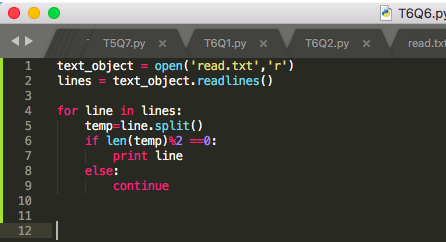 T6Q6.py
T5Q7.py × T6Q1.py × T6Q2.py × read.txt
1 text_object = open('read.txt','r')
2 lines = text_object.readlines()
3
4 for line in lines:
5     temp=line.split()
6     if len(temp)%2 ==0:
7         print line
8     else:
9         continue
10
11
12